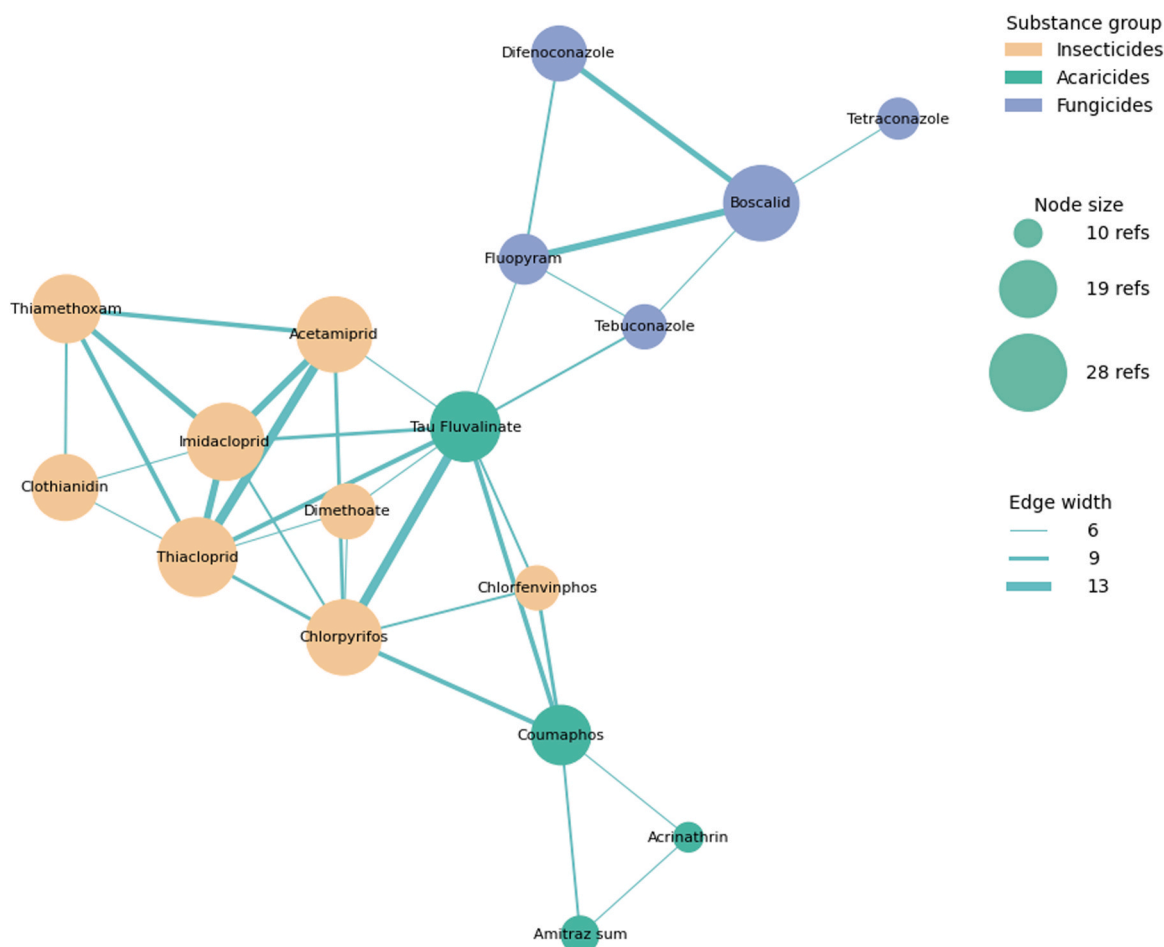 Substance group
Insecticides
Acaricides
Fungicides
Difenoconazole
Tetraconazole
Boscalid
Node size
10 refs
19 refs
28 refs
Fluopyram
Thiamethoxam
Acetamiprid
Tebuconazole
Tau Fluvalinate
Imidacloprid
Clothianidin
Dimethoate
Edge width
6
9
13
Thiacloprid
Chlorfenvinphos
Chlorpyrifos
Coumaphos
Acrinathrin
Amitraz sum